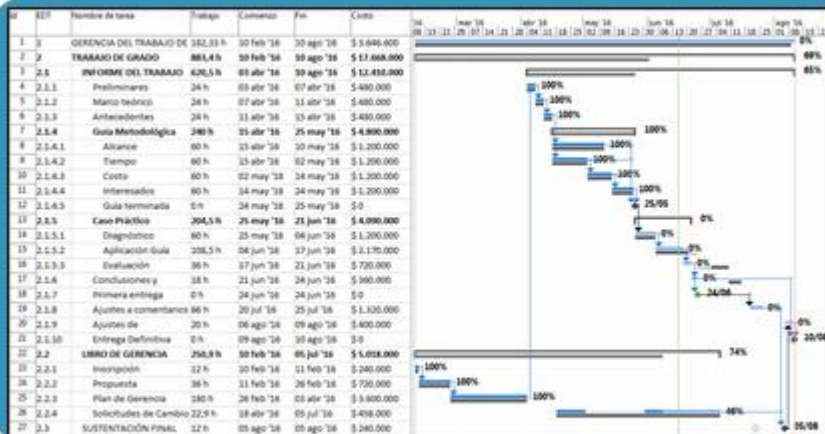 Id EDT Nombre de tarea Trabajo Comienzo Fin Costo mar '16 abr '16 may '16 jun '16 jul '16 ago '16
1 1 GERENCIA DEL TRABAJO DE 182,33 h 10 feb '16 10 ago '16 $ 3.646.600 0%
2 2 TRABAJO DE GRADO 883,4 h 10 feb '16 10 ago '16 $ 17.668.000 69%
3 2.1 INFORME DEL TRABAJO 620,5 h 03 abr '16 10 ago '16 $ 12.410.000 65%
4 2.1.1 Preliminares 24 h 03 abr '16 07 abr '16 $ 480.000 100%
5 2.1.2 Marco teórico 24 h 07 abr '16 11 abr '16 $ 480.000 100%
6 2.1.3 Antecedentes 24 h 11 abr '16 15 abr '16 $ 480.000 100%
7 2.1.4 Guía Metodológica 240 h 15 abr '16 25 may '16 $ 4.800.000 100%
8 2.1.4.1 Alcance 60 h 15 abr '16 10 may '16 $ 1.200.000 100%
9 2.1.4.2 Tiempo 60 h 15 abr '16 02 may '16 $ 1.200.000 100%
10 2.1.4.3 Costo 60 h 02 may '16 14 may '16 $ 1.200.000 100%
11 2.1.4.4 Interesados 60 h 14 may '16 24 may '16 $ 1.200.000 100%
12 2.1.4.5 Guía terminada 0 h 24 may '16 25 may '16 $ 0 25/05
13 2.1.5 Caso Práctico 204,5 h 25 may '16 21 jun '16 $ 4.090.000 0%
14 2.1.5.1 Diagnóstico 60 h 25 may '16 04 jun '16 $ 1.200.000 0%
15 2.1.5.2 Aplicación Guía 108,5 h 04 jun '16 17 jun '16 $ 2.170.000 0%
16 2.1.5.3 Evaluación 36 h 17 jun '16 21 jun '16 $ 720.000 0%
17 2.1.6 Conclusiones y 18 h 21 jun '16 24 jun '16 $ 360.000 0%
18 2.1.7 Primera entrega 0 h 24 jun '16 24 jun '16 $ 0 24/06
19 2.1.8 Ajustes a comentarios 66 h 20 jul '16 25 jul '16 $ 1.320.000 0%
20 2.1.9 Ajustes de 20 h 06 ago '16 09 ago '16 $ 400.000 0%
21 2.1.10 Entrega Definitiva 0 h 09 ago '16 10 ago '16 $ 0 10/08
22 2.2 LIBRO DE GERENCIA 250,9 h 10 feb '16 05 jul '16 $ 5.018.000 74%
23 2.2.1 Inscripción 12 h 10 feb '16 11 feb '16 $ 240.000 100%
24 2.2.2 Propuesta 36 h 11 feb '16 26 feb '16 $ 720.000 100%
25 2.2.3 Plan de Gerencia 180 h 26 feb '16 03 abr '16 $ 3.600.000 100%
26 2.2.4 Solicitudes de Cambio 22,9 h 18 abr '16 05 jul '16 $ 458.000 46%
27 2.3 SUSTENTACIÓN FINAL 12 h 05 ago '16 05 ago '16 $ 240.000 05/08